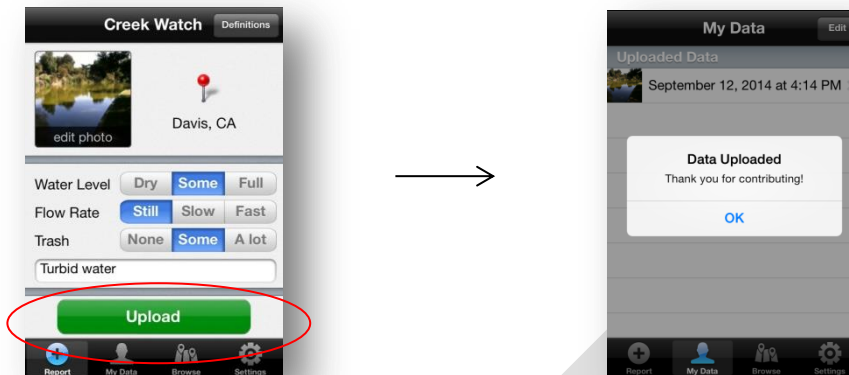 Creek Watch Definitions
edit photo
Davis, CA
Water Level Dry Some Full
Flow Rate Still Slow Fast
Trash None Some A lot
Turbid water
Upload
Report My Data Browse Settings
My Data Edit
Uploaded Data
September 12, 2014 at 4:14 PM
Data Uploaded
Thank you for contributing!
OK
Report My Data Browse Settings